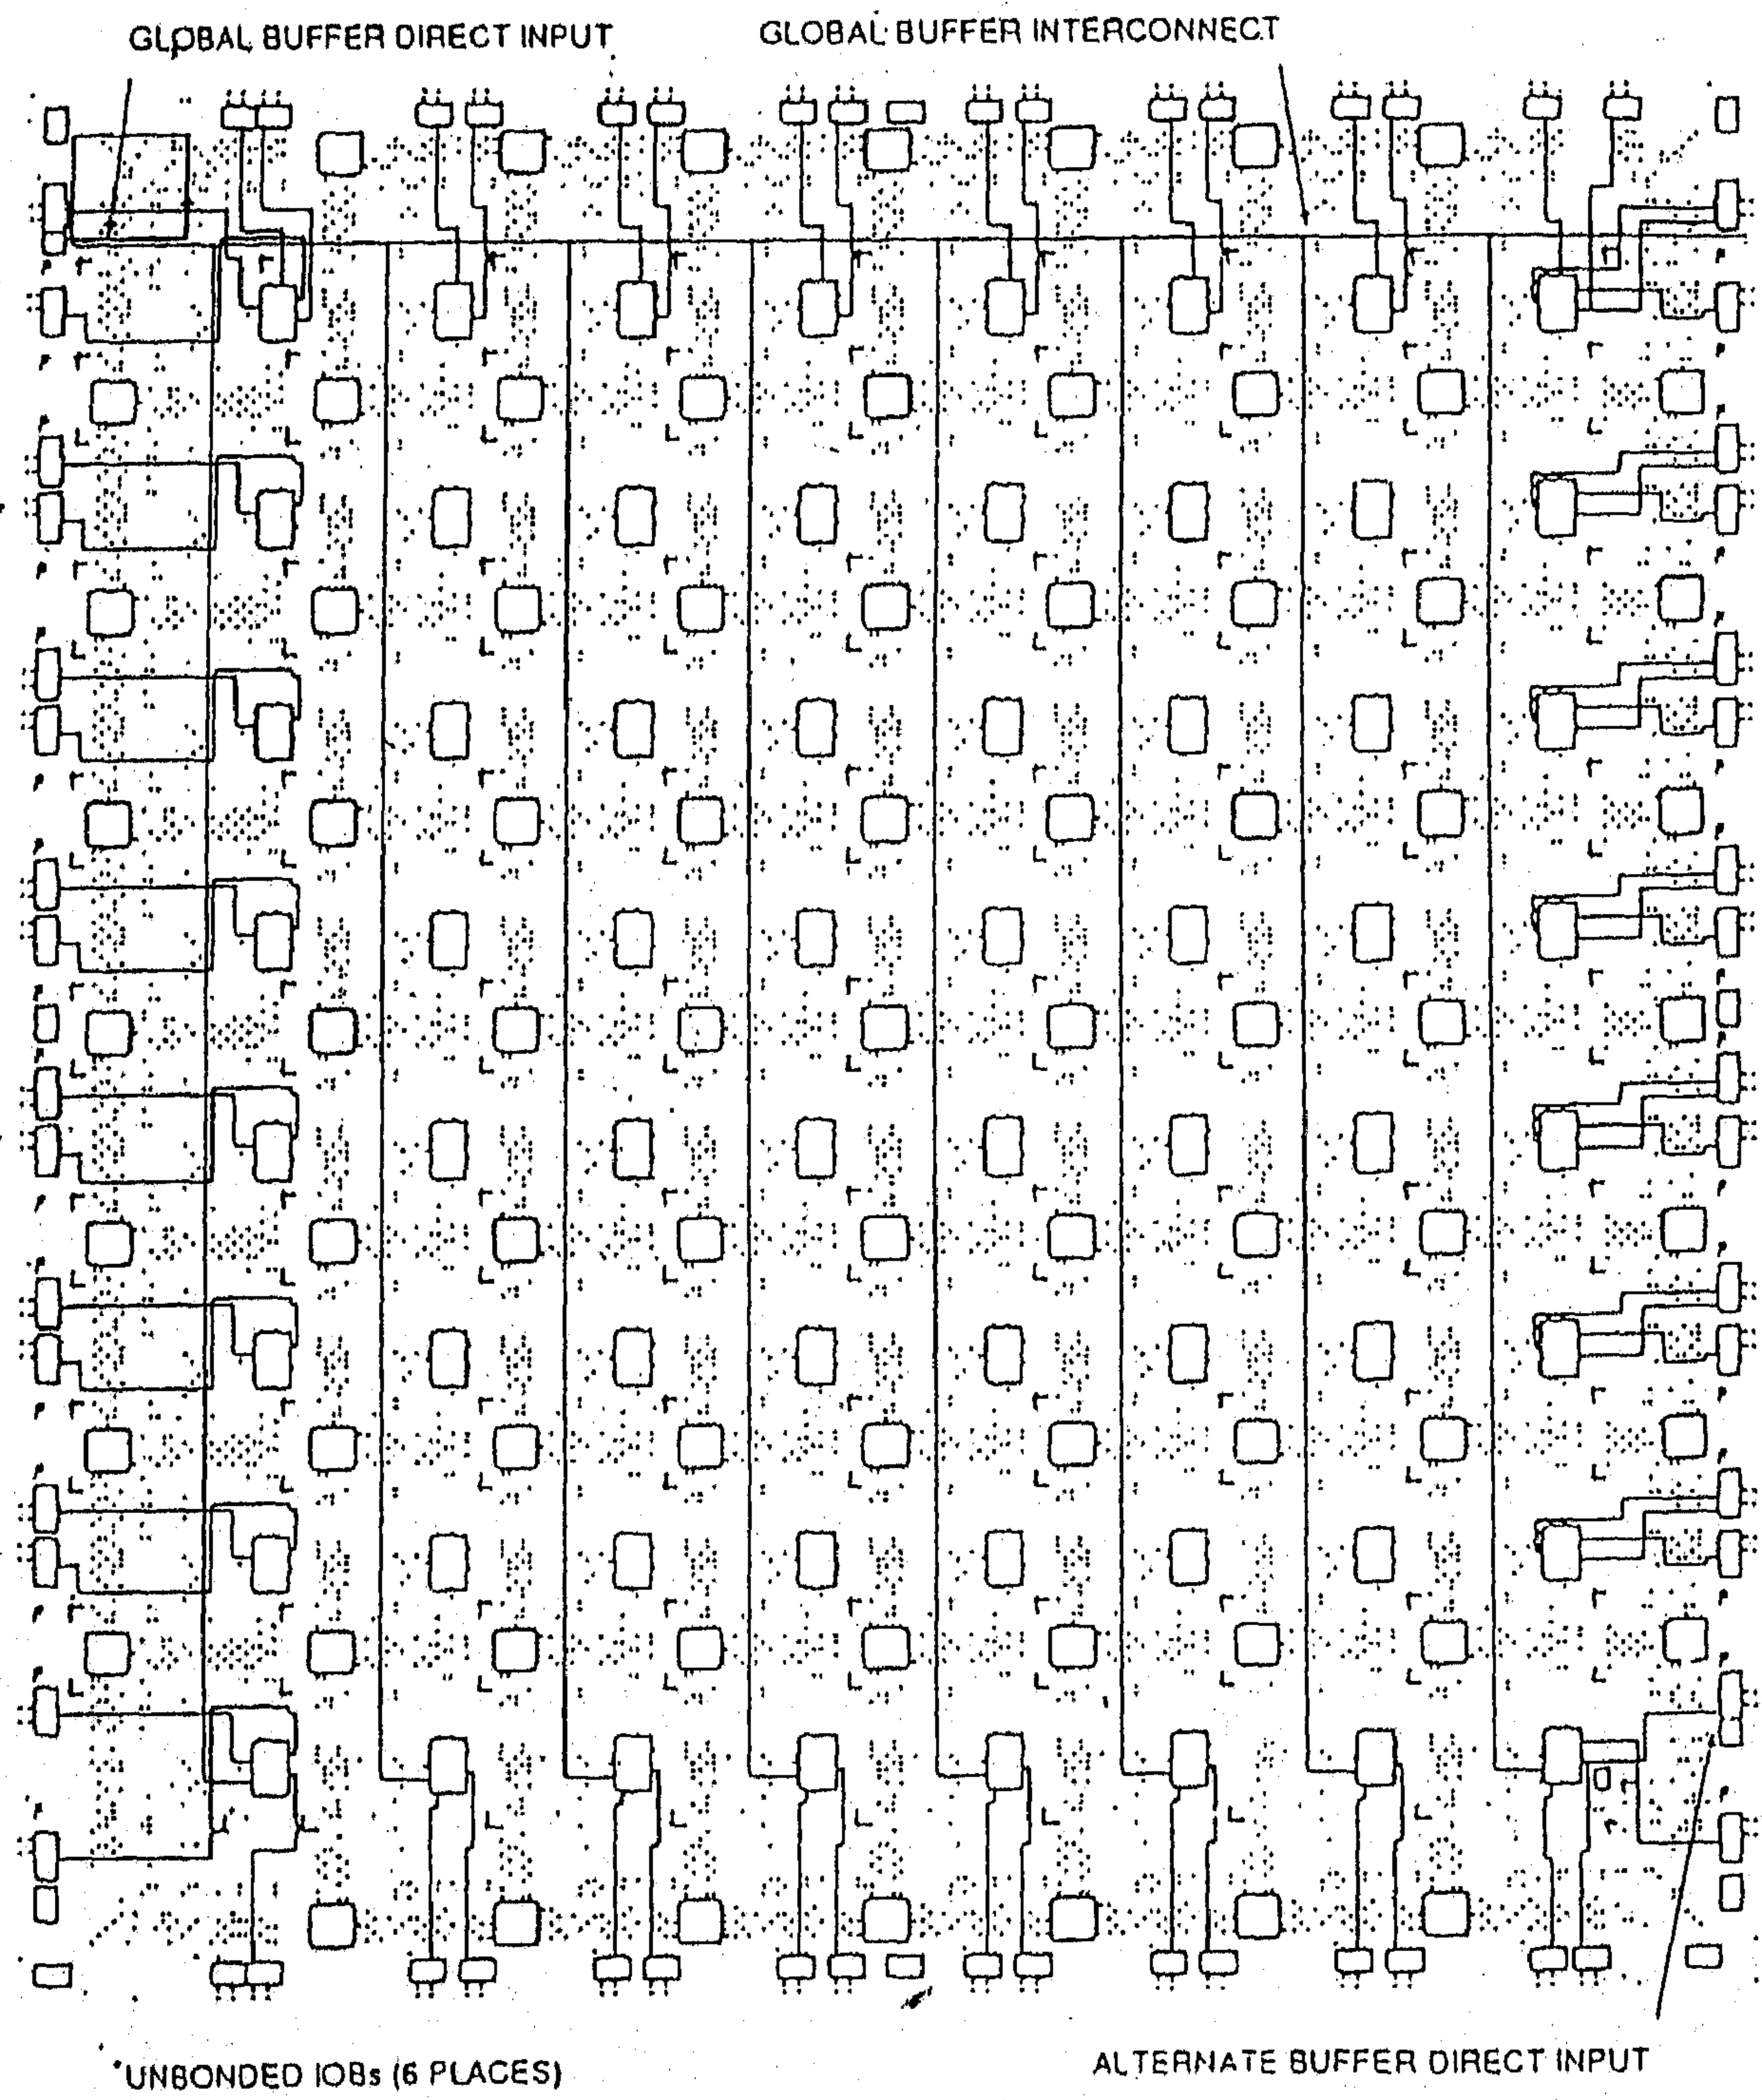 GLOBAL BUFFER DIRECT INPUT
GLOBAL BUFFER INTERCONNECT
*UNBONDED IOBs (6 PLACES)
ALTERNATE BUFFER DIRECT INPUT